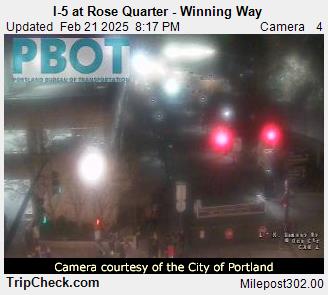 I-5 at Rose Quarter - Winning Way
Updated Feb 21 2025 8:17 PM Camera 4
PBOT
PORTLAND BUREAU OF TRANSPORTATION
Camera courtesy of the City of Portland
TripCheck.com Milepost302.00